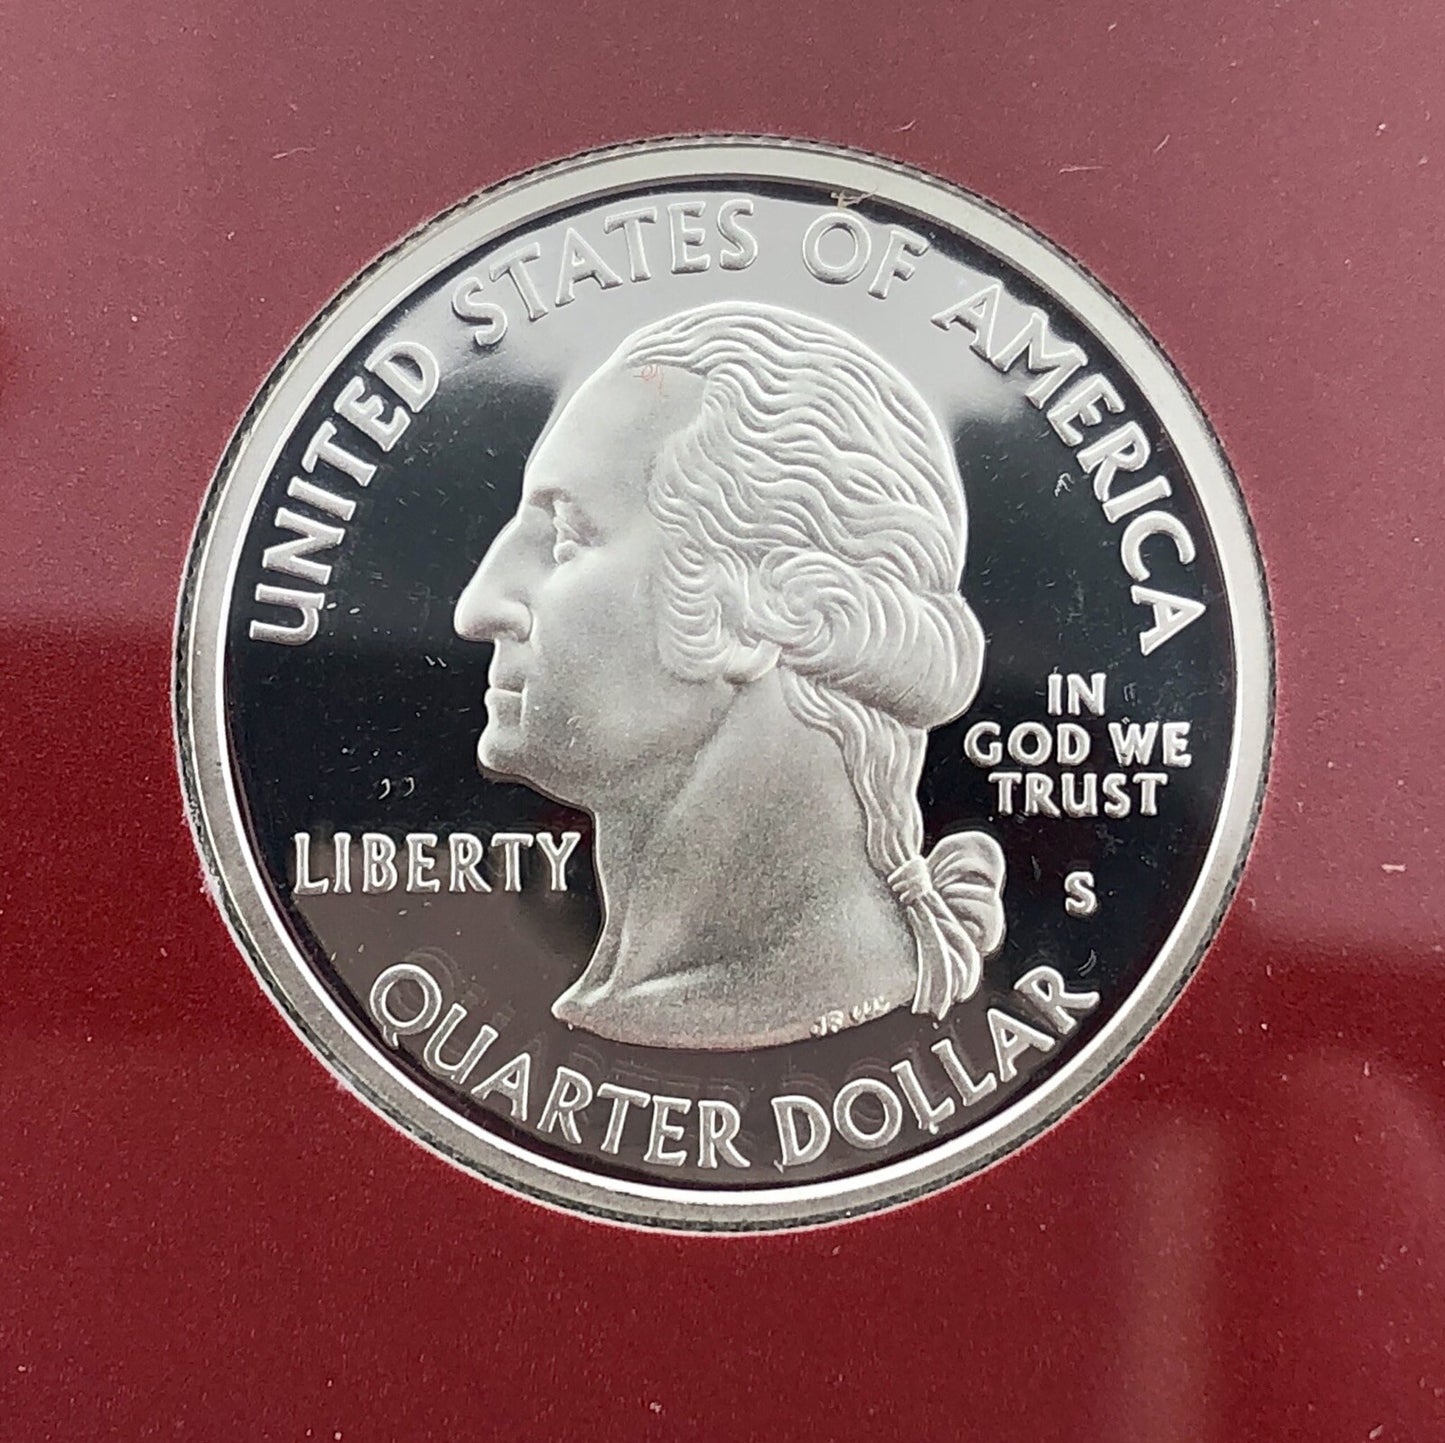 UNITED STATES OF AMERICA
IN
GOD WE
TRUST
LIBERTY
S
QUARTER DOLLAR